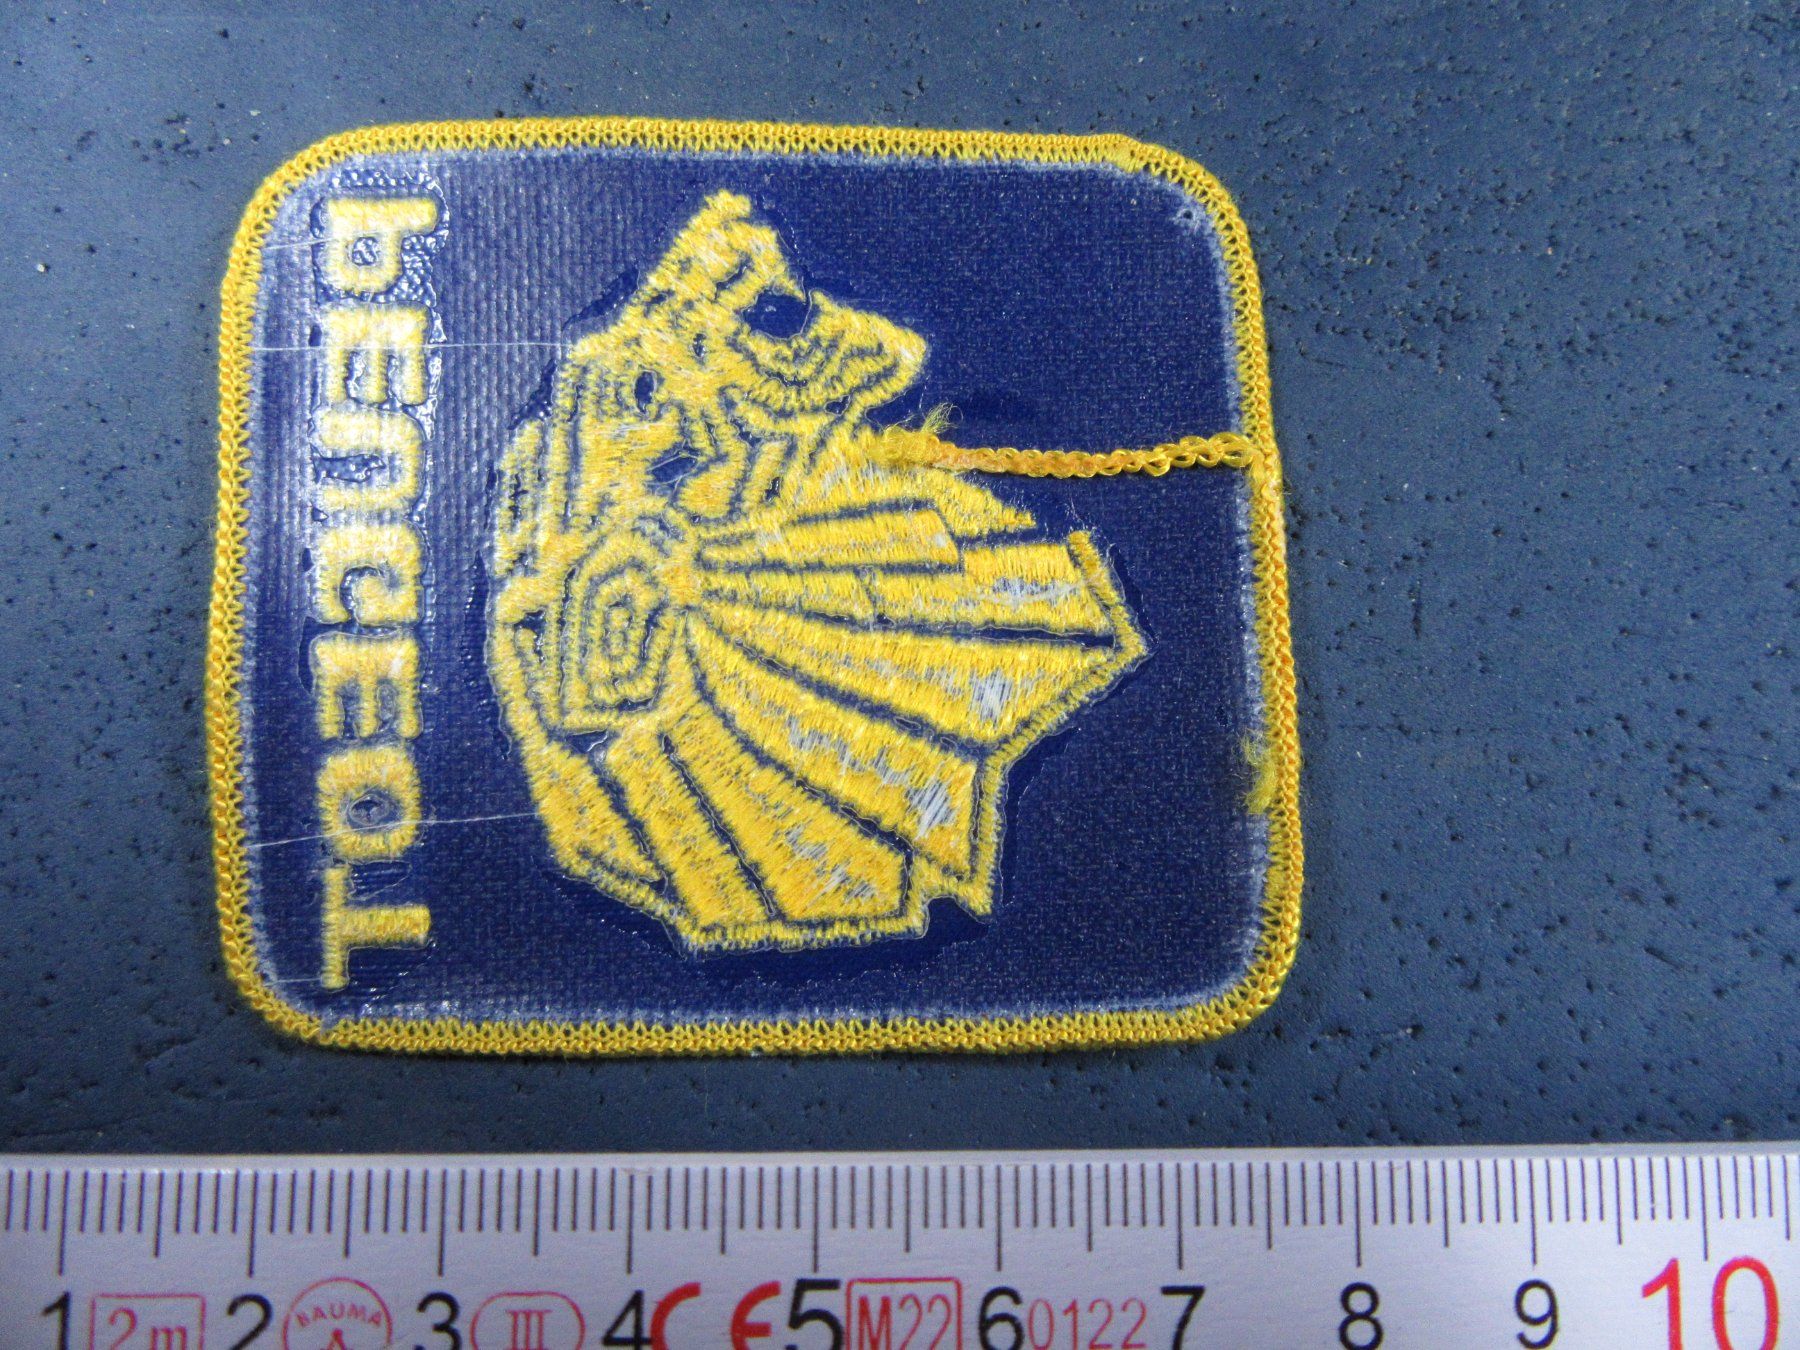 PEUGEOT
1 2 3 4 5 6 7 8 9 10
2m BAUMA III CE M22 0122